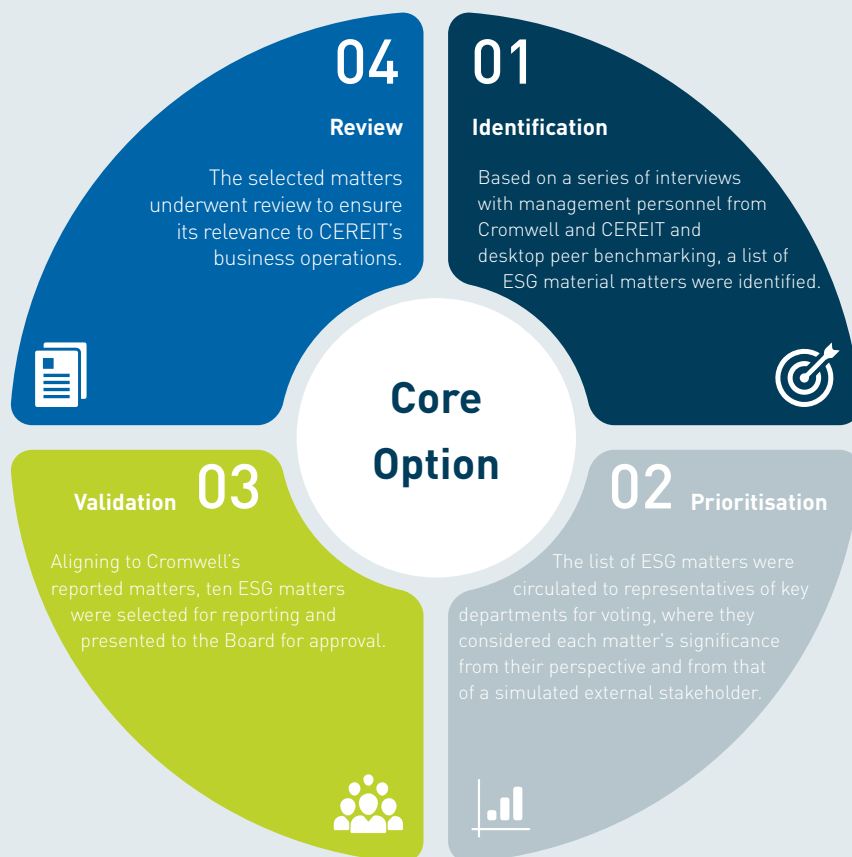 04
Review
The selected matters
underwent review to ensure
its relevance to CEREIT's
business operations.
01
Identification
Based on a series of interviews
with management personnel from
Cromwell and CEREIT and
desktop peer benchmarking, a list of
ESG material matters were identified.
Core
Option
Validation 03
Aligning to Cromwell's
reported matters, ten ESG matters
were selected for reporting and
presented to the Board for approval.
02 Prioritisation
The list of ESG matters were
circulated to representatives of key
departments for voting, where they
considered each matter's significance
from their perspective and from that
of a simulated external stakeholder.